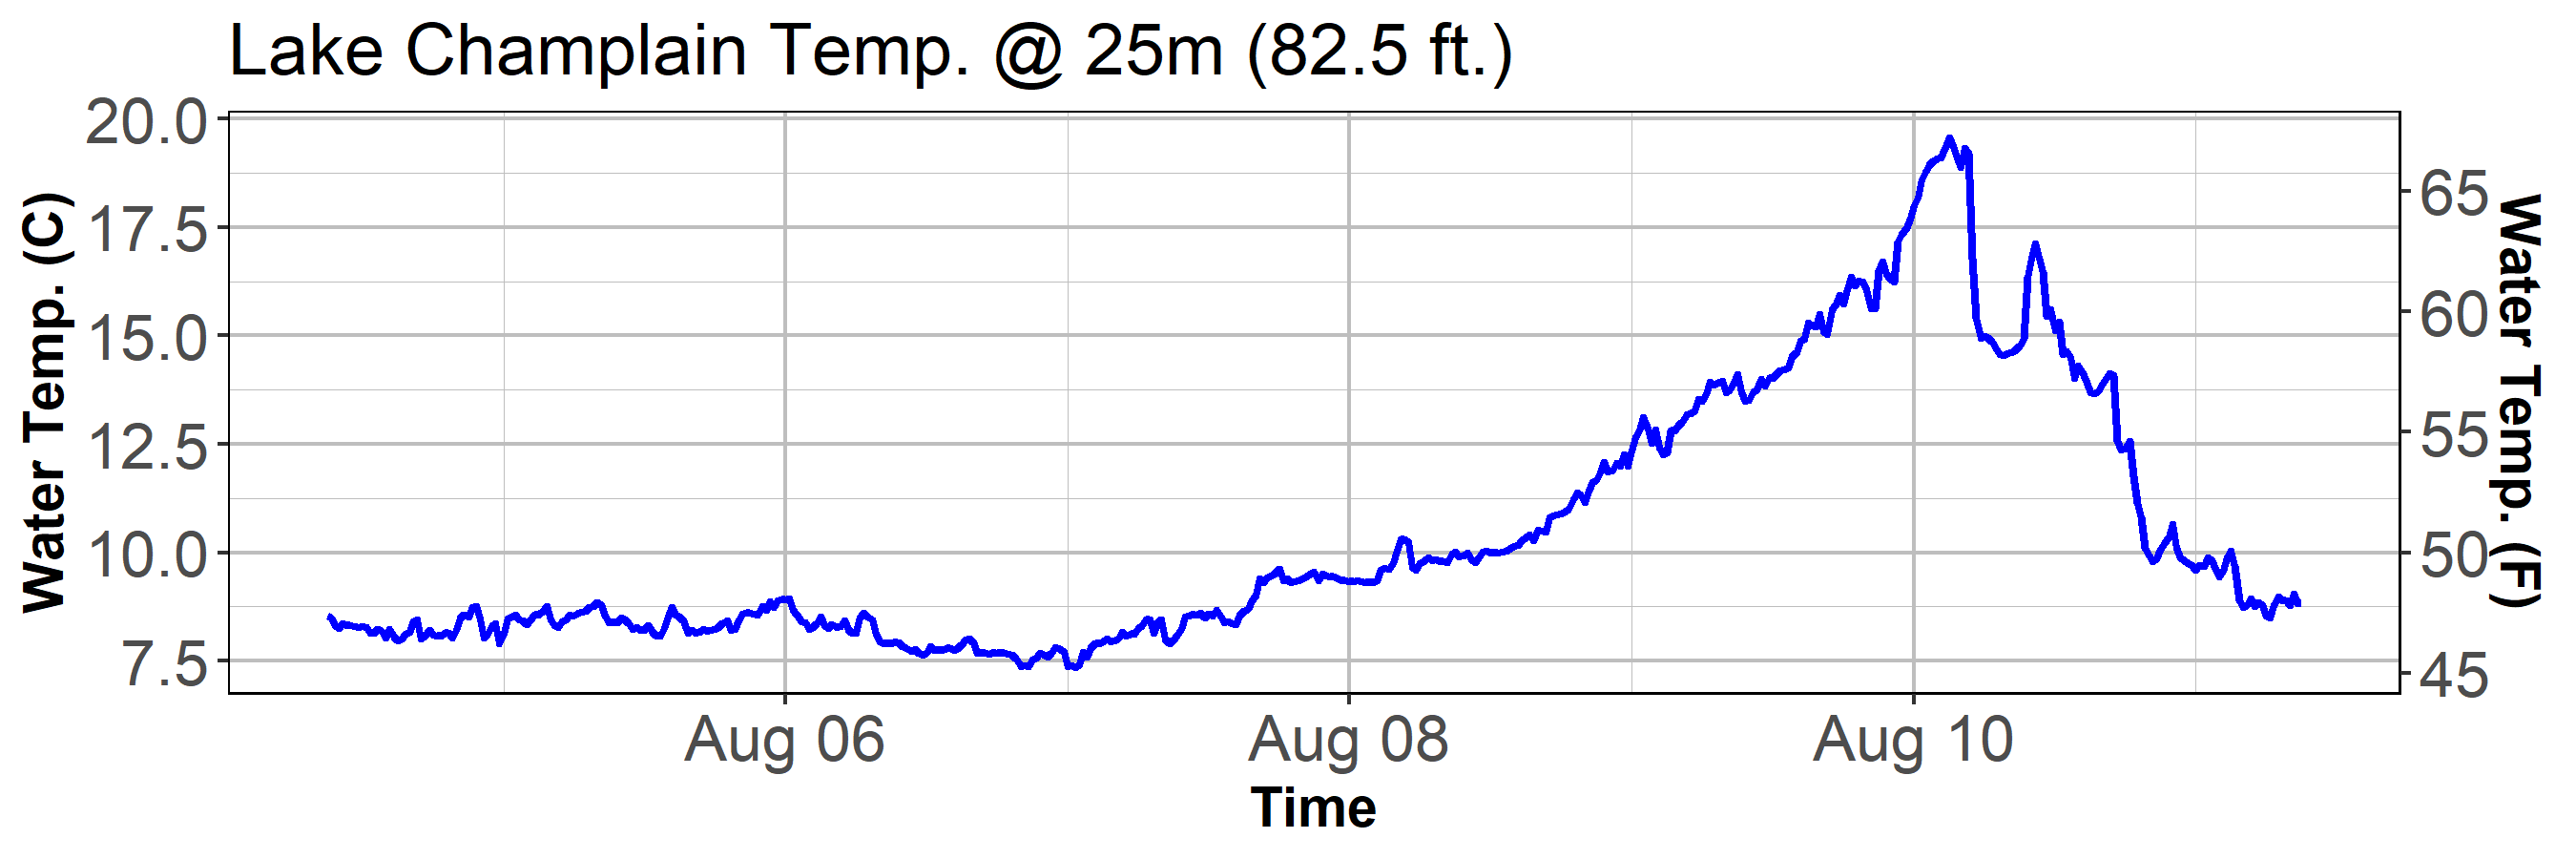 Lake Champlain Temp. @ 25m (82.5 ft.)
Water Temp. (C)
20.0
17.5
15.0
12.5
10.0
7.5
65
60
55
50
45
Water Temp. (F)
Aug 06
Aug 08
Aug 10
Time